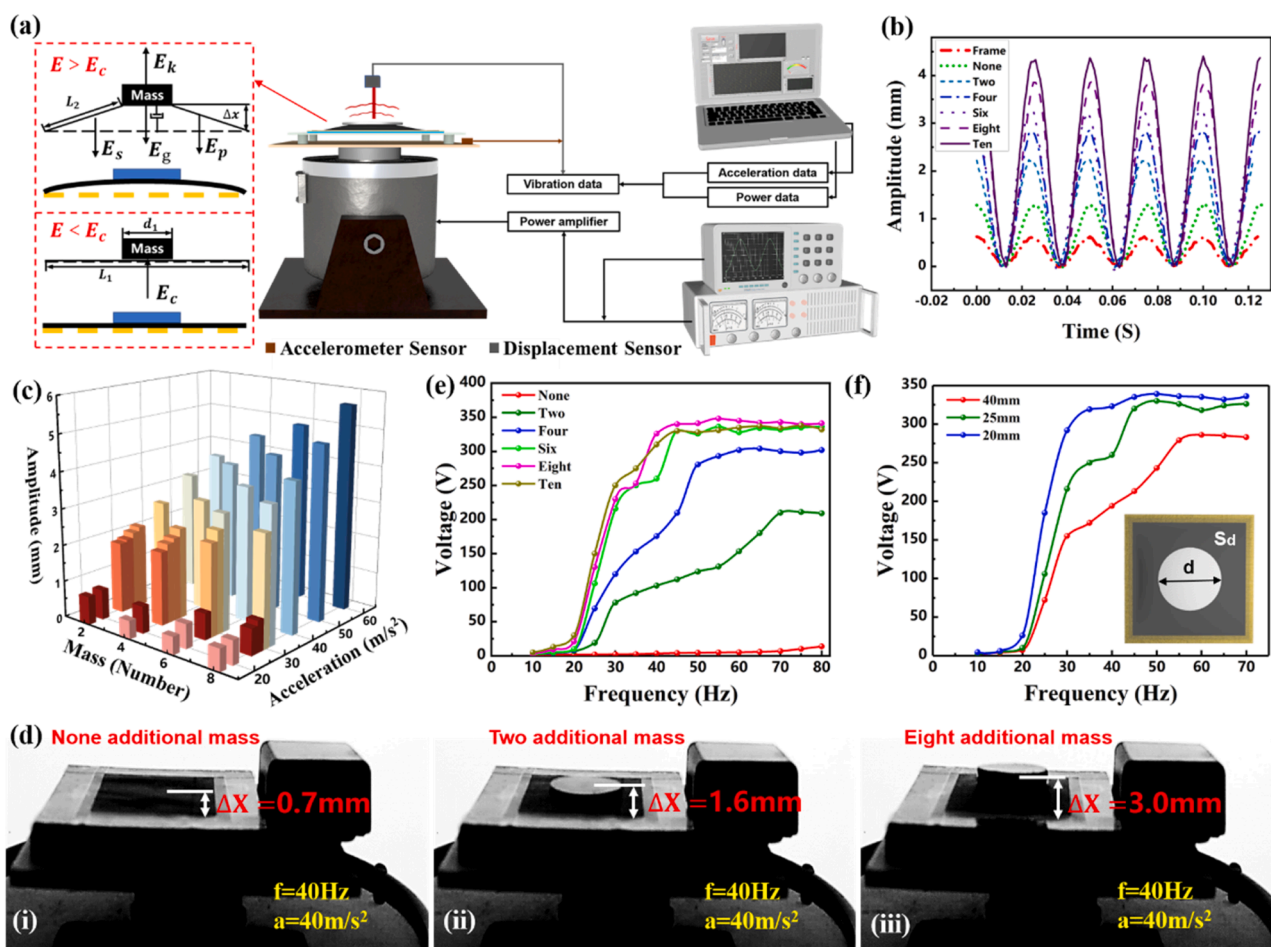 (a)
E > Ec
Ek
Mass
L2
Δx
Es
Eg
Ep
E < Ec
d1
Mass
L1
Ec
Vibration data
Acceleration data
Power data
Power amplifier
Accelerometer Sensor
Displacement Sensor
(b)
Amplitude (mm)
4
3
2
1
0
Frame
None
Two
Four
Six
Eight
Ten
-0.02 0.00 0.02 0.04 0.06 0.08 0.10 0.12
Time (S)
(c)
Amplitude (mm)
6
5
4
3
2
1
0
2
4
6
8
Mass (Number)
20
30
40
50
60
Acceleration (m/s²)
(e)
Voltage (V)
400
350
300
250
200
150
100
50
0
None
Two
Four
Six
Eight
Ten
0 10 20 30 40 50 60 70 80
Frequency (Hz)
(f)
Voltage (V)
350
300
250
200
150
100
50
0
40mm
25mm
20mm
Sd
d
0 10 20 30 40 50 60 70
Frequency (Hz)
(d)
None additional mass
ΔX =0.7mm
f=40Hz
a=40m/s²
(i)
Two additional mass
ΔX =1.6mm
f=40Hz
a=40m/s²
(ii)
Eight additional mass
ΔX =3.0mm
f=40Hz
a=40m/s²
(iii)